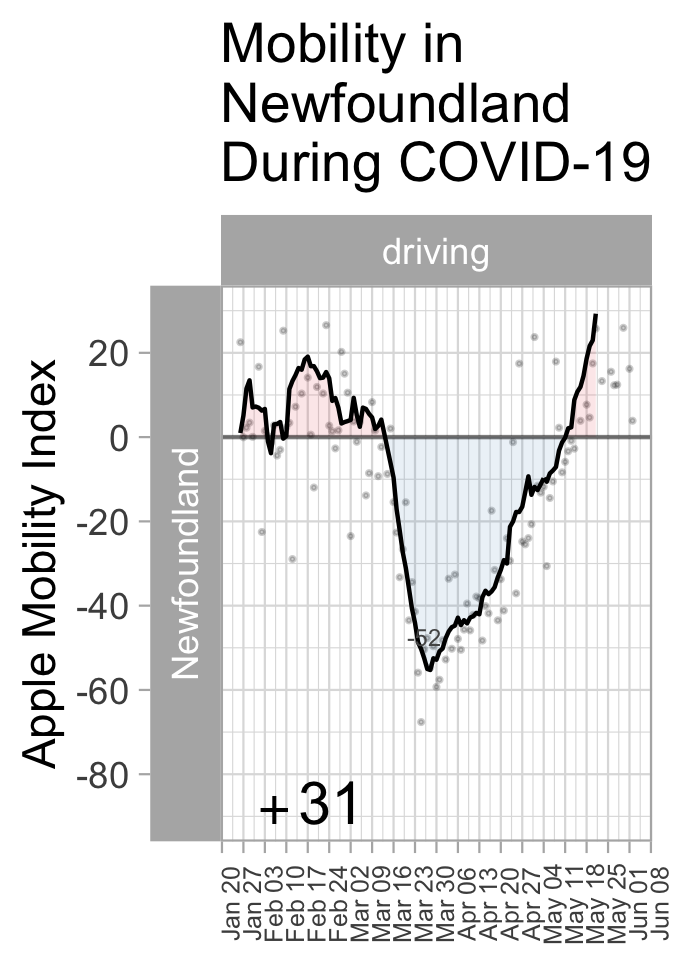 Mobility in
Newfoundland
During COVID-19
driving
Newfoundland
Apple Mobility Index
20
0
-20
-40
-60
-80
-52
+31
Jan 20
Jan 27
Feb 03
Feb 10
Feb 17
Feb 24
Mar 02
Mar 09
Mar 16
Mar 23
Mar 30
Apr 06
Apr 13
Apr 20
Apr 27
May 04
May 11
May 18
May 25
Jun 01
Jun 08